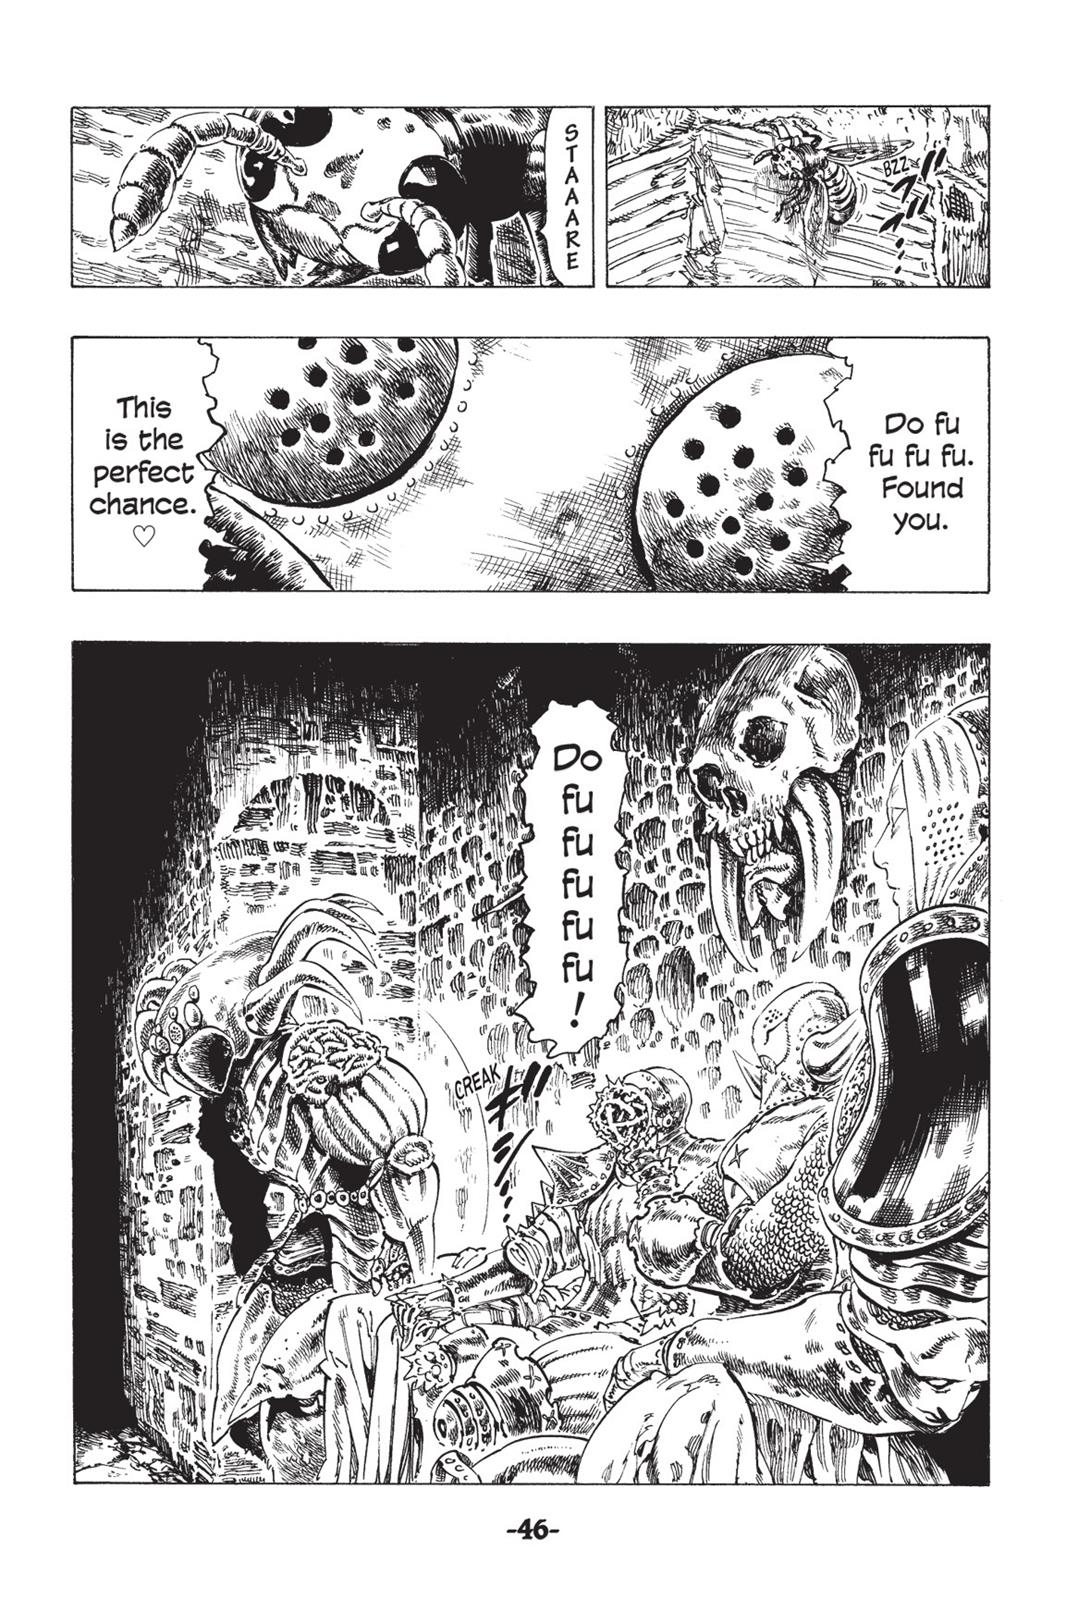 BZZ
STAAARE
Do fu
fu fu fu.
Found
you.
This
is the
perfect
chance.
♡
Do
fu
fu
fu
fu
fu!
CREAK
-46-